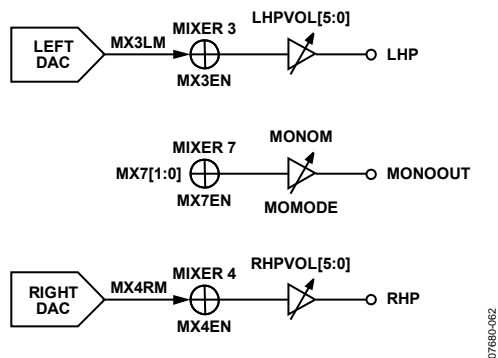 LEFT
DAC
MX3LM
MIXER 3
MX3EN
LHPVOL[5:0]
LHP
MX7[1:0]
MIXER 7
MX7EN
MONOM
MOMODE
MONOOUT
RIGHT
DAC
MX4RM
MIXER 4
MX4EN
RHPVOL[5:0]
RHP
07680-062